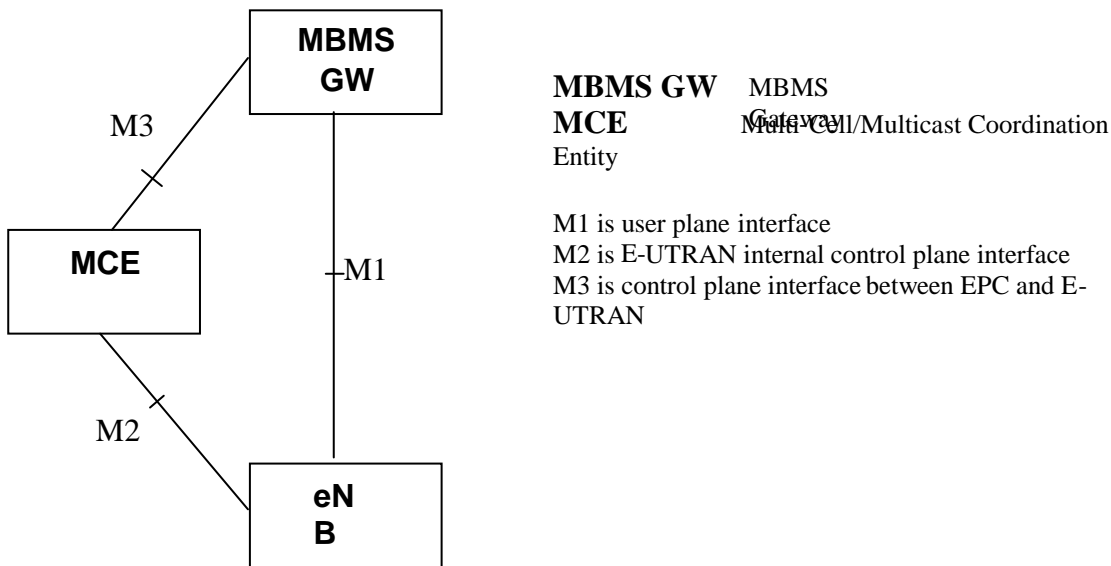 MBMS
GW
M3
MCE
M1
M2
eN
B
MBMS GW MBMS
Gateway
MCE Multi-Cell/Multicast Coordination
Entity
M1 is user plane interface
M2 is E-UTRAN internal control plane interface
M3 is control plane interface between EPC and E-
UTRAN